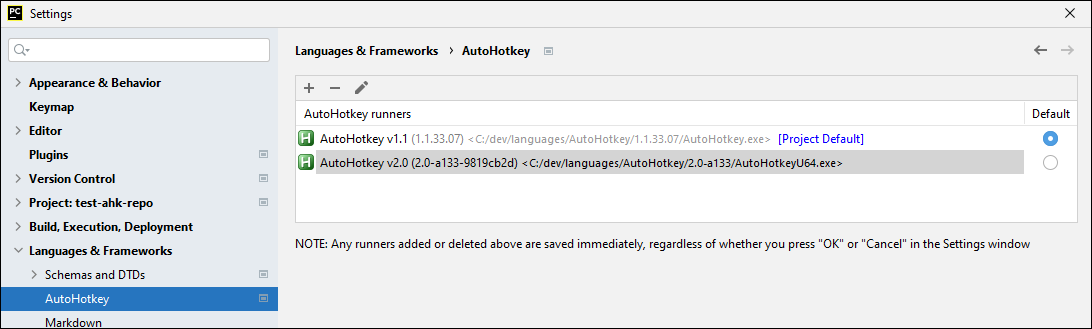 PC Settings
Languages & Frameworks › AutoHotkey
Appearance & Behavior
Keymap
Editor
Plugins
Version Control
Project: test-ahk-repo
Build, Execution, Deployment
Languages & Frameworks
Schemas and DTDs
AutoHotkey
Markdown
AutoHotkey runners Default
H AutoHotkey v1.1 (1.1.33.07) <C:/dev/languages/AutoHotkey/1.1.33.07/AutoHotkey.exe> [Project Default]
H AutoHotkey v2.0 (2.0-a133-9819cb2d) <C:/dev/languages/AutoHotkey/2.0-a133/AutoHotkeyU64.exe>
NOTE: Any runners added or deleted above are saved immediately, regardless of whether you press "OK" or "Cancel" in the Settings window